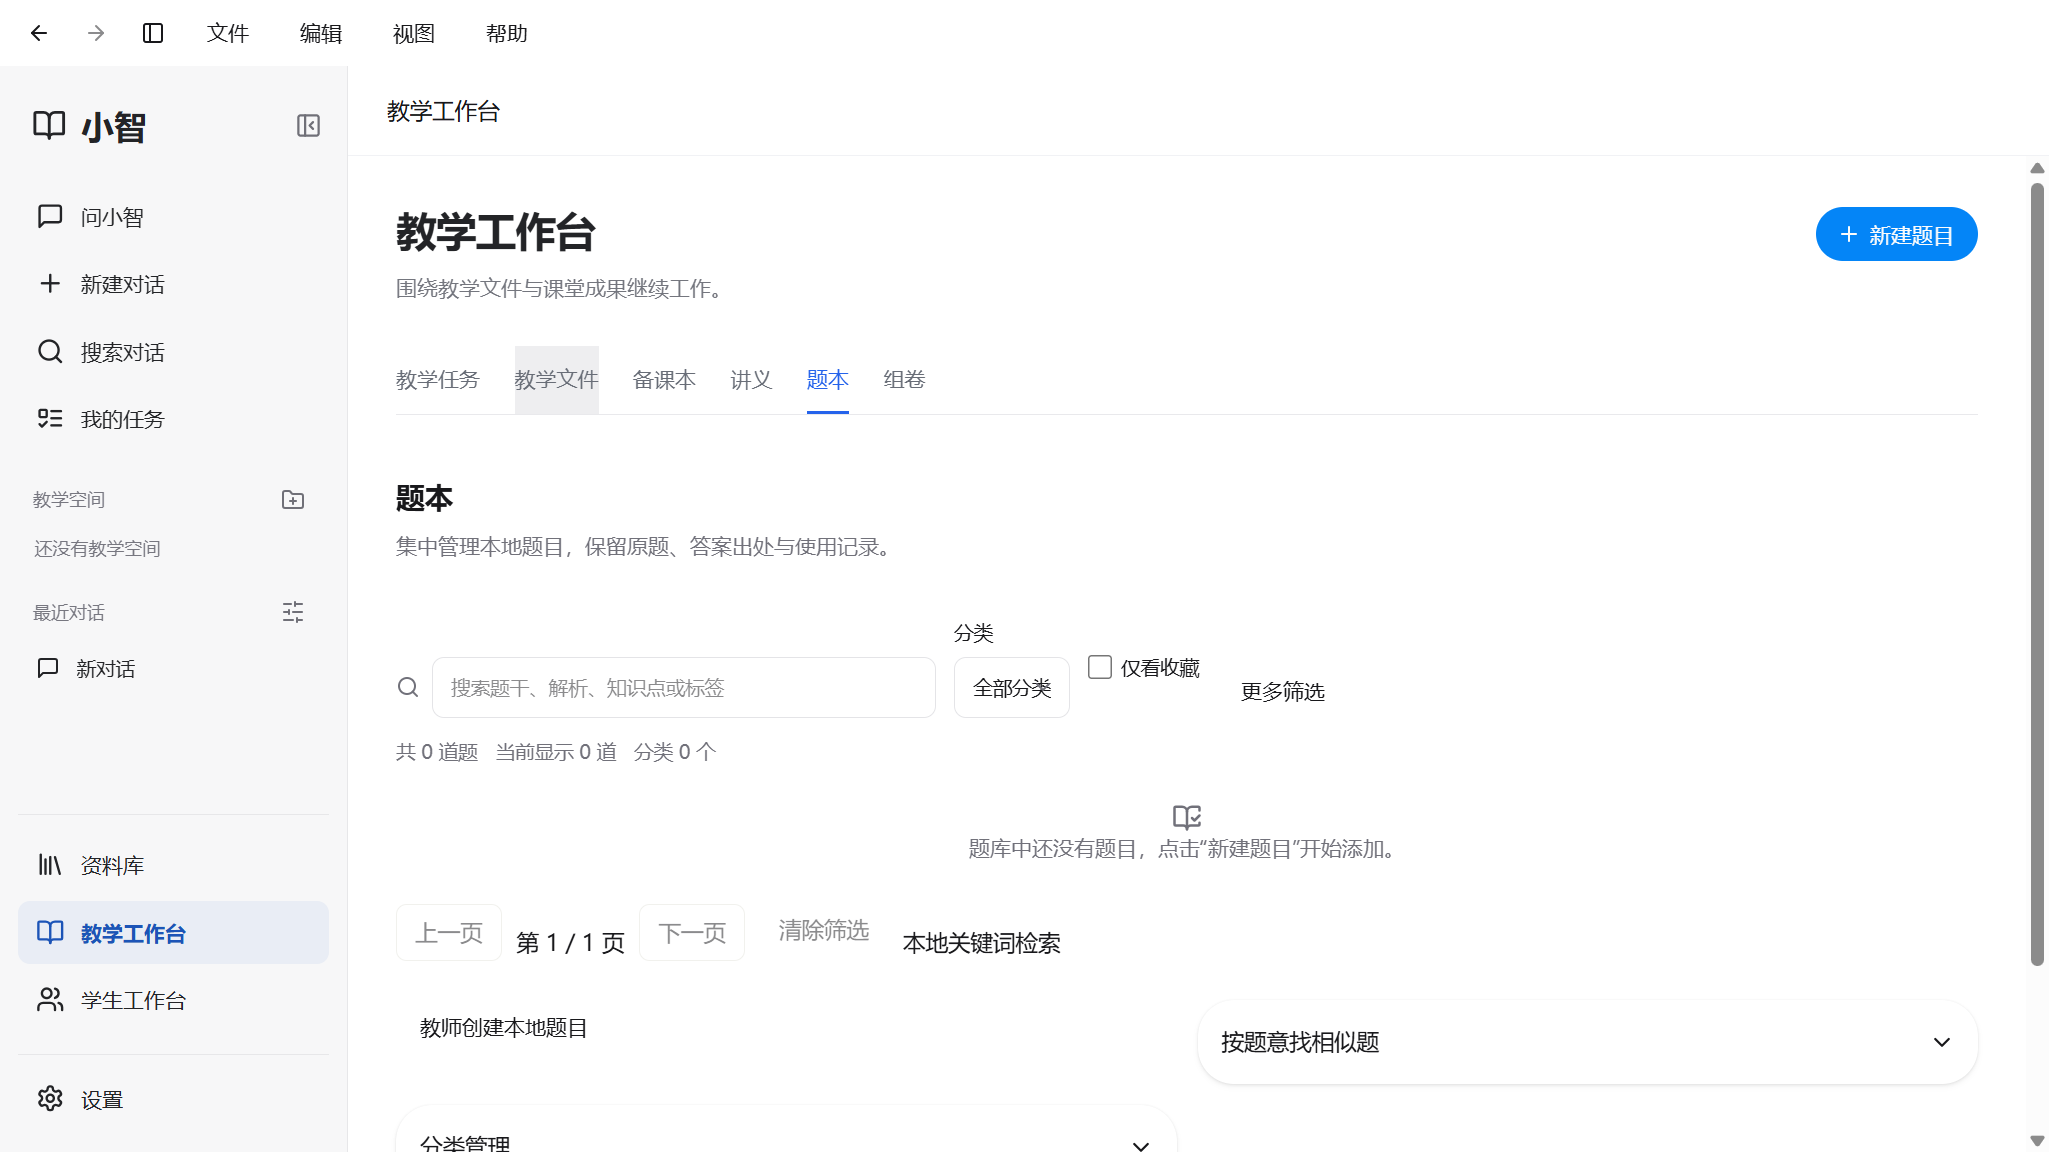 文件 编辑 视图 帮助
小智
问小智
新建对话
搜索对话
我的任务
教学空间
还没有教学空间
最近对话
新对话
资料库
教学工作台
学生工作台
设置
教学工作台
教学工作台
新建题目
围绕教学文件与课堂成果继续工作。
教学任务 教学文件 备课本 讲义 题本 组卷
题本
集中管理本地题目，保留原题、答案出处与使用记录。
分类
搜索题干、解析、知识点或标签 全部分类 仅看收藏 更多筛选
共 0 道题 当前显示 0 道 分类 0 个
题库中还没有题目，点击“新建题目”开始添加。
上一页 第 1 / 1 页 下一页 清除筛选 本地关键词检索
教师创建本地题目
按题意找相似题
分类管理